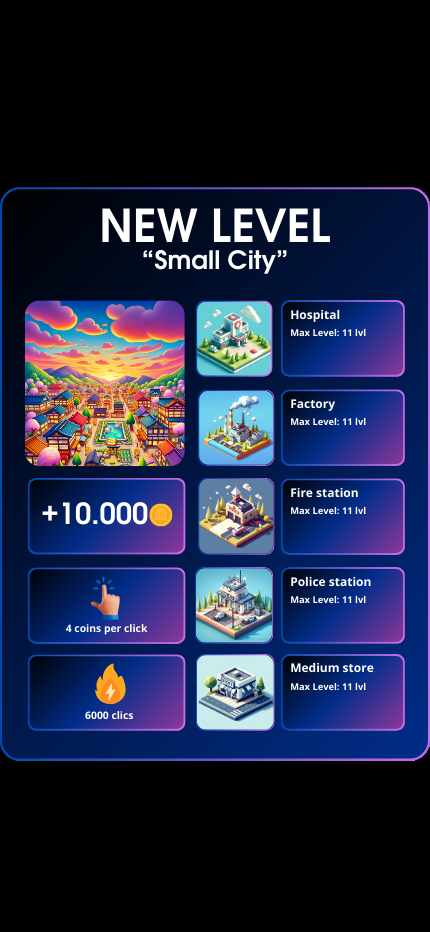 NEW LEVEL
“Small City”
Hospital
Max Level: 11 lvl
Factory
Max Level: 11 lvl
+10.000
Fire station
Max Level: 11 lvl
4 coins per click
Police station
Max Level: 11 lvl
6000 clics
Medium store
Max Level: 11 lvl